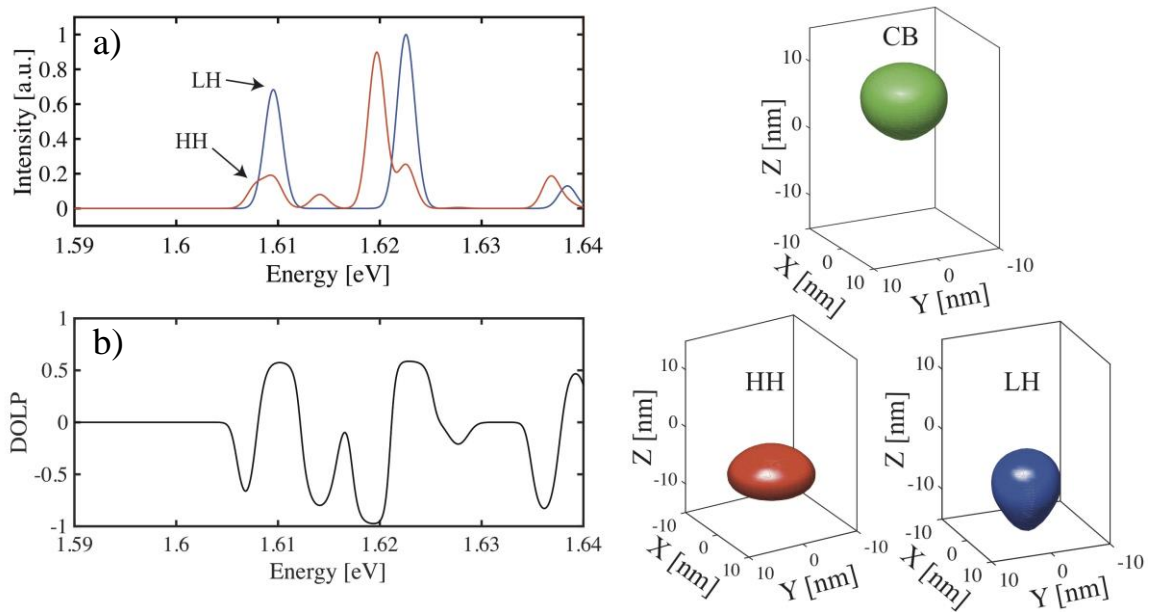 a)
Intensity [a.u.]
1
0.8
0.6
0.4
0.2
0
LH
HH
1.59 1.6 1.61 1.62 1.63 1.64
Energy [eV]
b)
DOLP
1
0.5
0
-0.5
-1
1.59 1.6 1.61 1.62 1.63 1.64
Energy [eV]
CB
Z [nm]
10
0
-10
-10 0 10
X [nm]
10 0 -10
Y [nm]
HH
Z [nm]
10
0
-10
-10 0 10
X [nm]
10 0 -10
Y [nm]
LH
Z [nm]
10
0
-10
-10 0 10
X [nm]
10 0 -10
Y [nm]